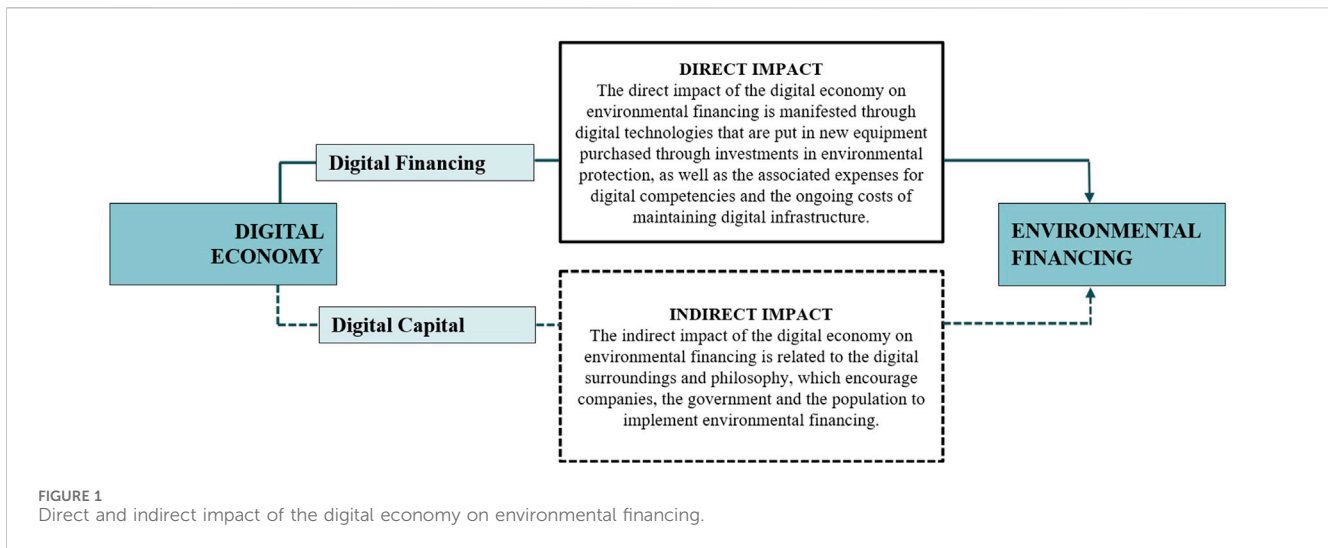 DIRECT IMPACT
The direct impact of the digital economy on
environmental financing is manifested through
digital technologies that are put in new equipment
purchased through investments in environmental
protection, as well as the associated expenses for
digital competencies and the ongoing costs of
maintaining digital infrastructure.
Digital Financing
DIGITAL
ECONOMY
ENVIRONMENTAL
FINANCING
Digital Capital
INDIRECT IMPACT
The indirect impact of the digital economy on
environmental financing is related to the digital
surroundings and philosophy, which encourage
companies, the government and the population to
implement environmental financing.
FIGURE 1
Direct and indirect impact of the digital economy on environmental financing.